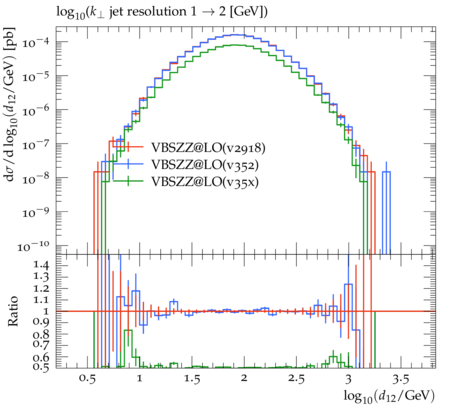 log₁₀(k⊥ jet resolution 1 → 2 [GeV])
dσ/d log₁₀(d₁₂/GeV) [pb]
10⁻⁴
10⁻⁵
10⁻⁶
10⁻⁷
10⁻⁸
10⁻⁹
10⁻¹⁰
VBSZZ@LO(v2918)
VBSZZ@LO(v352)
VBSZZ@LO(v35x)
Ratio
1.4
1.3
1.2
1.1
1
0.9
0.8
0.7
0.6
0.5
0.5 1 1.5 2 2.5 3 3.5
log₁₀(d₁₂/GeV)